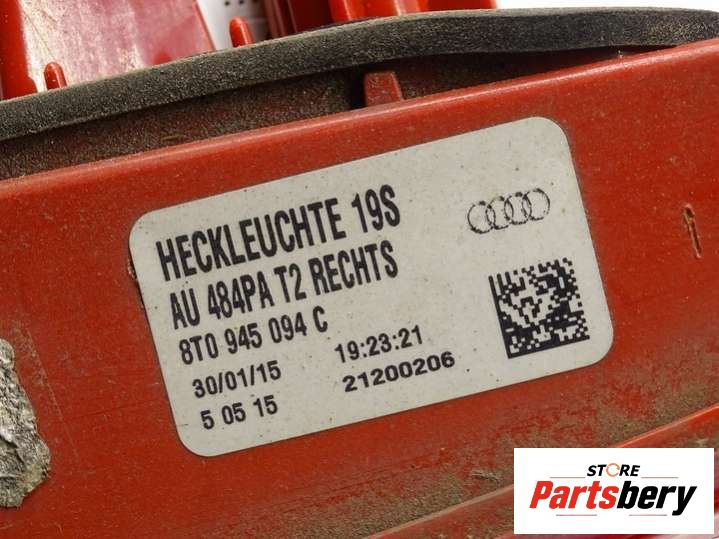 HECKLEUCHTE 19S
AU 484PA T2 RECHTS
8T0 945 094 C
30/01/15 19:23:21
5 05 15 21200206
STORE
Partsbery